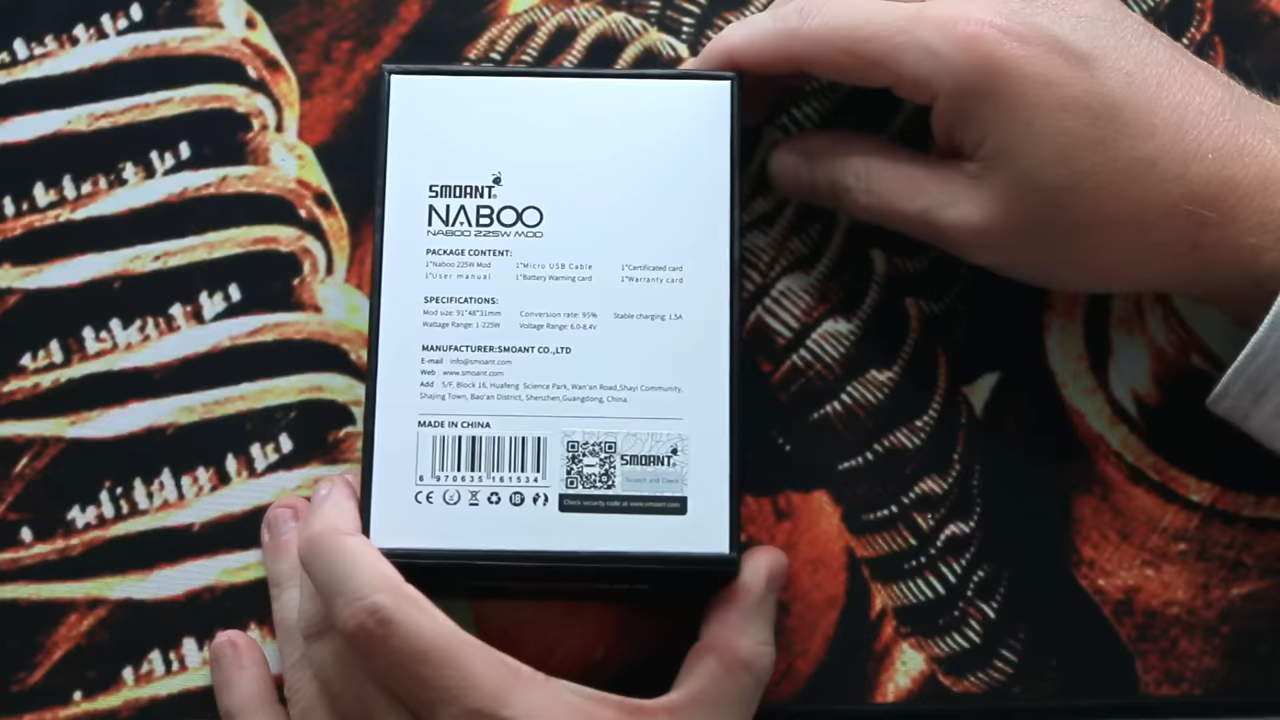 SMOANT®
NABOO
NABOO 225W MOD
PACKAGE CONTENT:
1*Naboo 225W Mod 1*Micro USB Cable 1*Certificated card
1*User manual 1*Battery Warning card 1*Warranty card
SPECIFICATIONS:
Mod size: 91*48*31mm Conversion rate: 95% Stable charging: 1.5A
Wattage Range: 1-225W Voltage Range: 6.0-8.4V
MANUFACTURER:SMOANT CO.,LTD
E-mail : info@smoant.com
Web : www.smoant.com
Add : 5/F, Block 16, Huafeng Science Park, Wan'an Road,Shayi Community,
Shajing Town, Bao'an District, Shenzhen,Guangdong, China.
MADE IN CHINA
SMOANT
Scratch and Check
6 970635 161534
CE 18+
Check security code at www.smoant.com